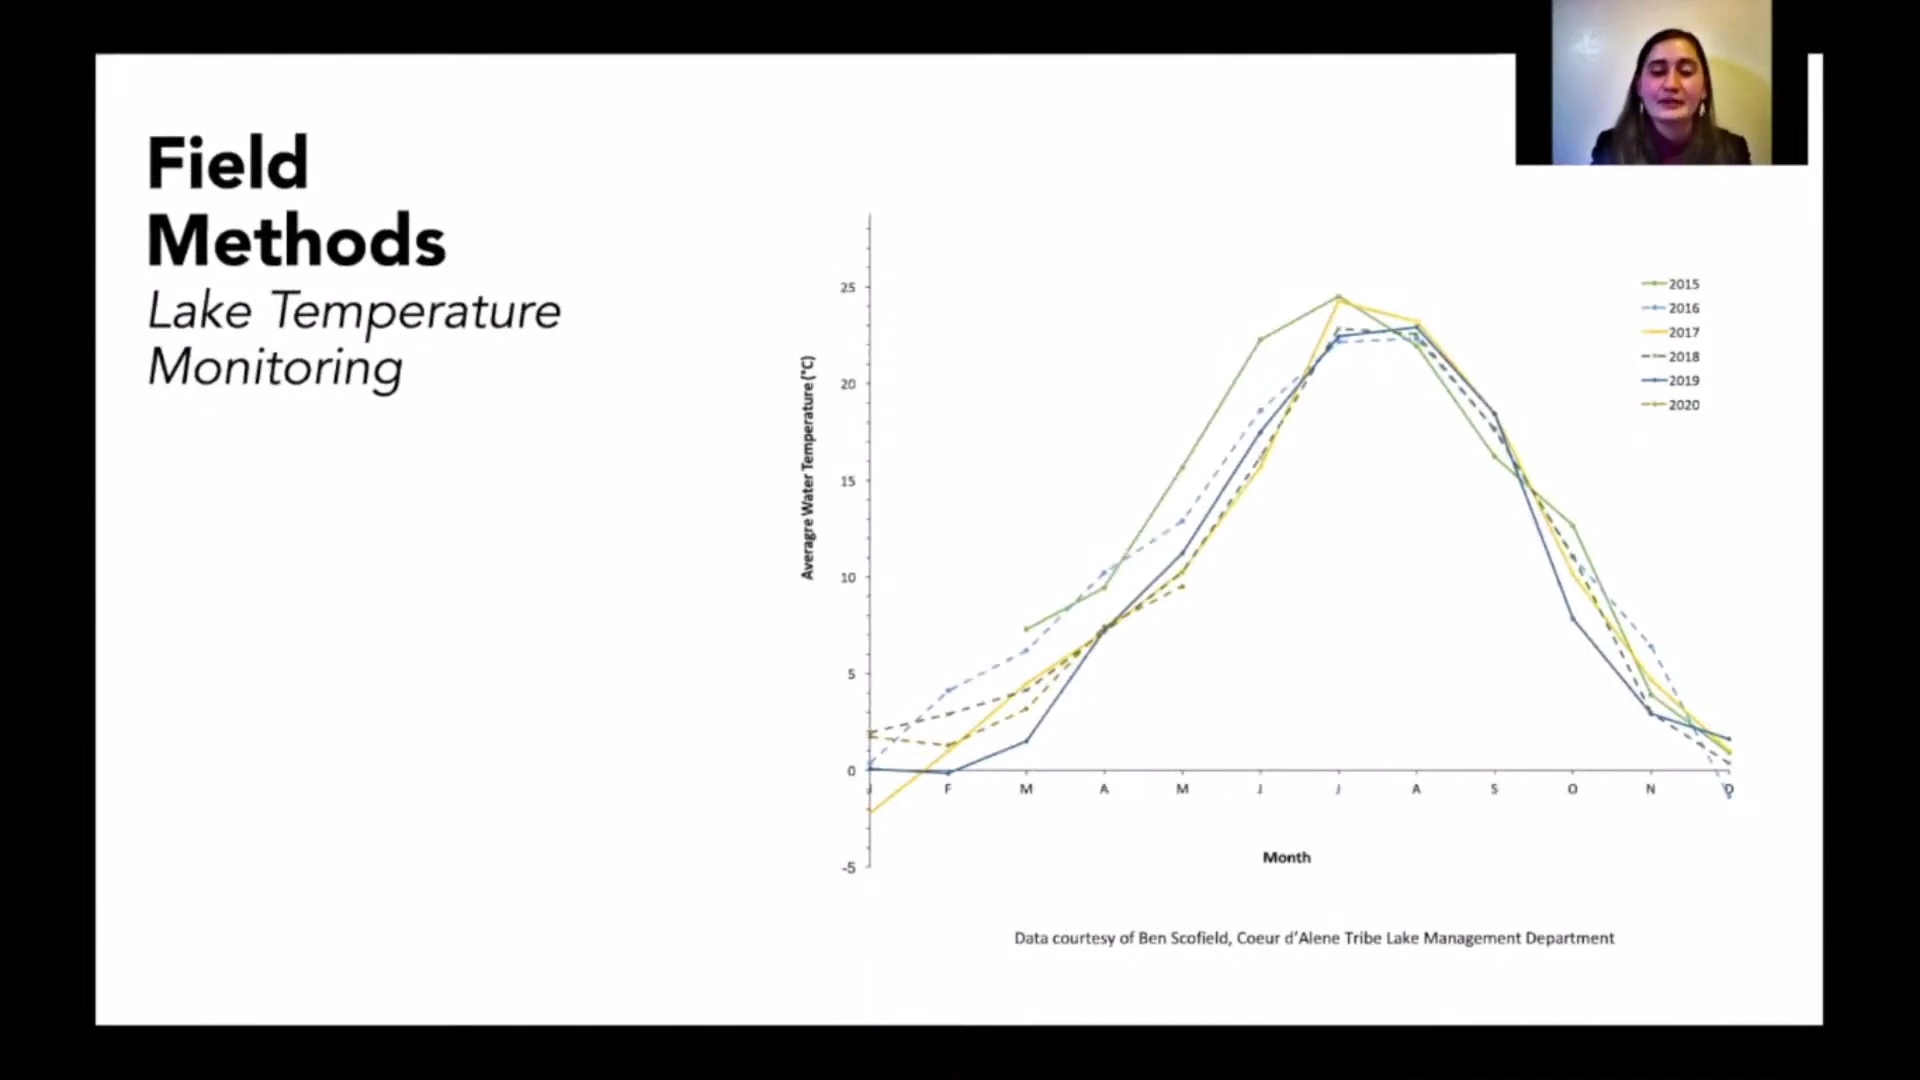 Field
Methods
Lake Temperature
Monitoring
Averagre Water Temperature (°C)
25
20
15
10
5
0
-5
J F M A M J J A S O N D
Month
2015
2016
2017
2018
2019
2020
Data courtesy of Ben Scofield, Coeur d’Alene Tribe Lake Management Department